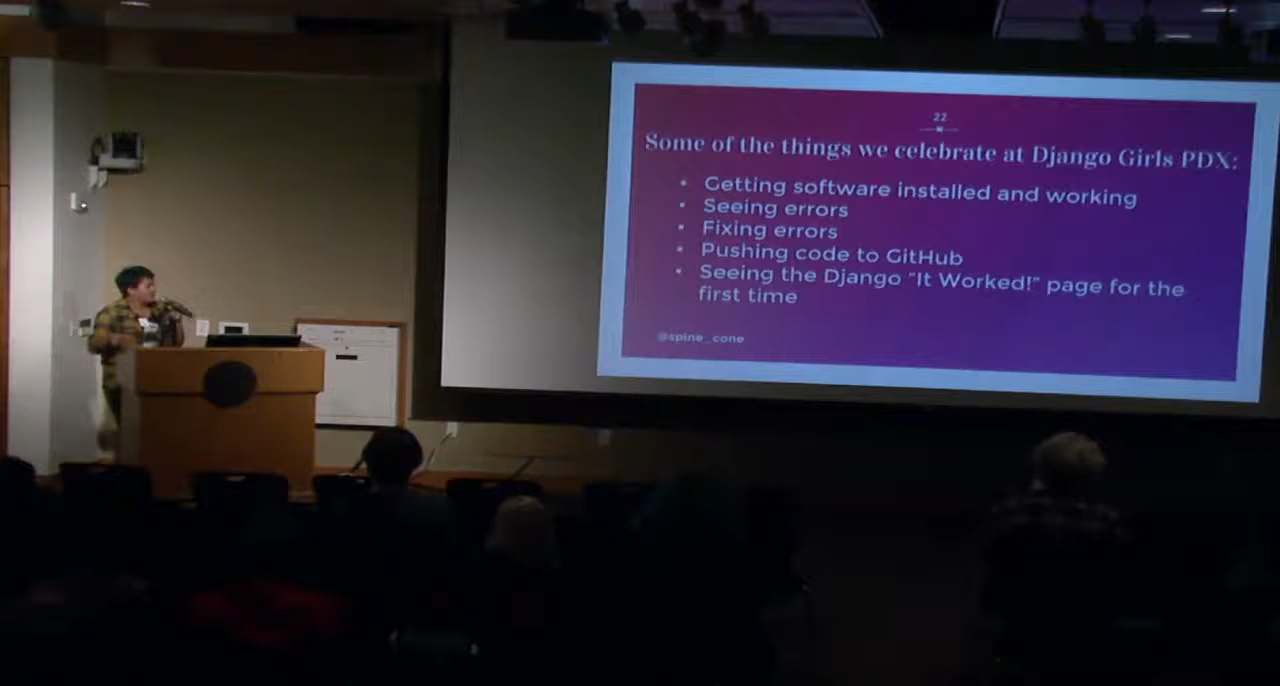 22
Some of the things we celebrate at Django Girls PDX:
• Getting software installed and working
• Seeing errors
• Fixing errors
• Pushing code to GitHub
• Seeing the Django "It Worked!" page for the
first time
@spine_cone